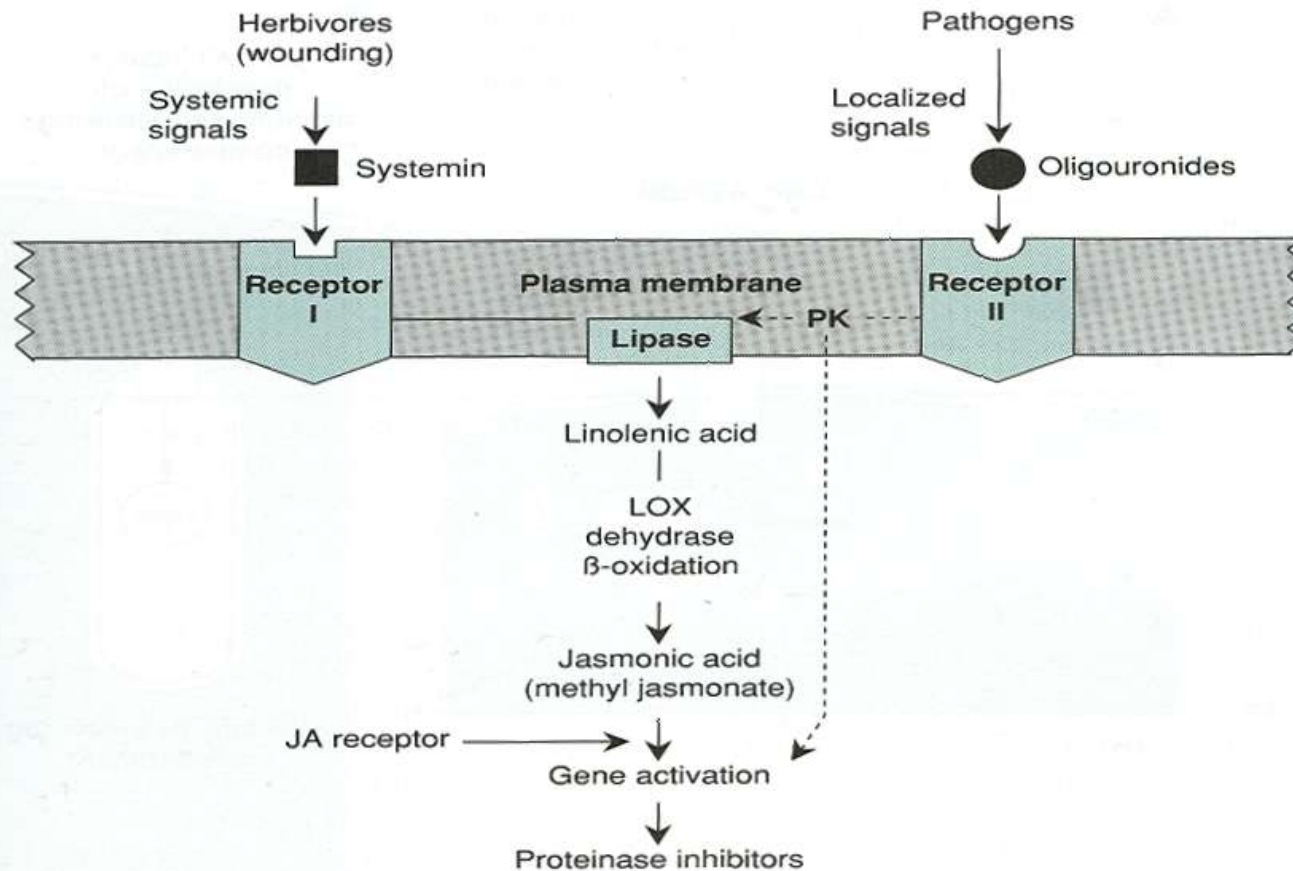 Herbivores
(wounding)
Pathogens
Systemic
signals
Localized
signals
Systemin
Oligouronides
Receptor
I
Plasma membrane
Receptor
II
PK
Lipase
Linolenic acid
LOX
dehydrase
ß-oxidation
Jasmonic acid
(methyl jasmonate)
JA receptor
Gene activation
Proteinase inhibitors